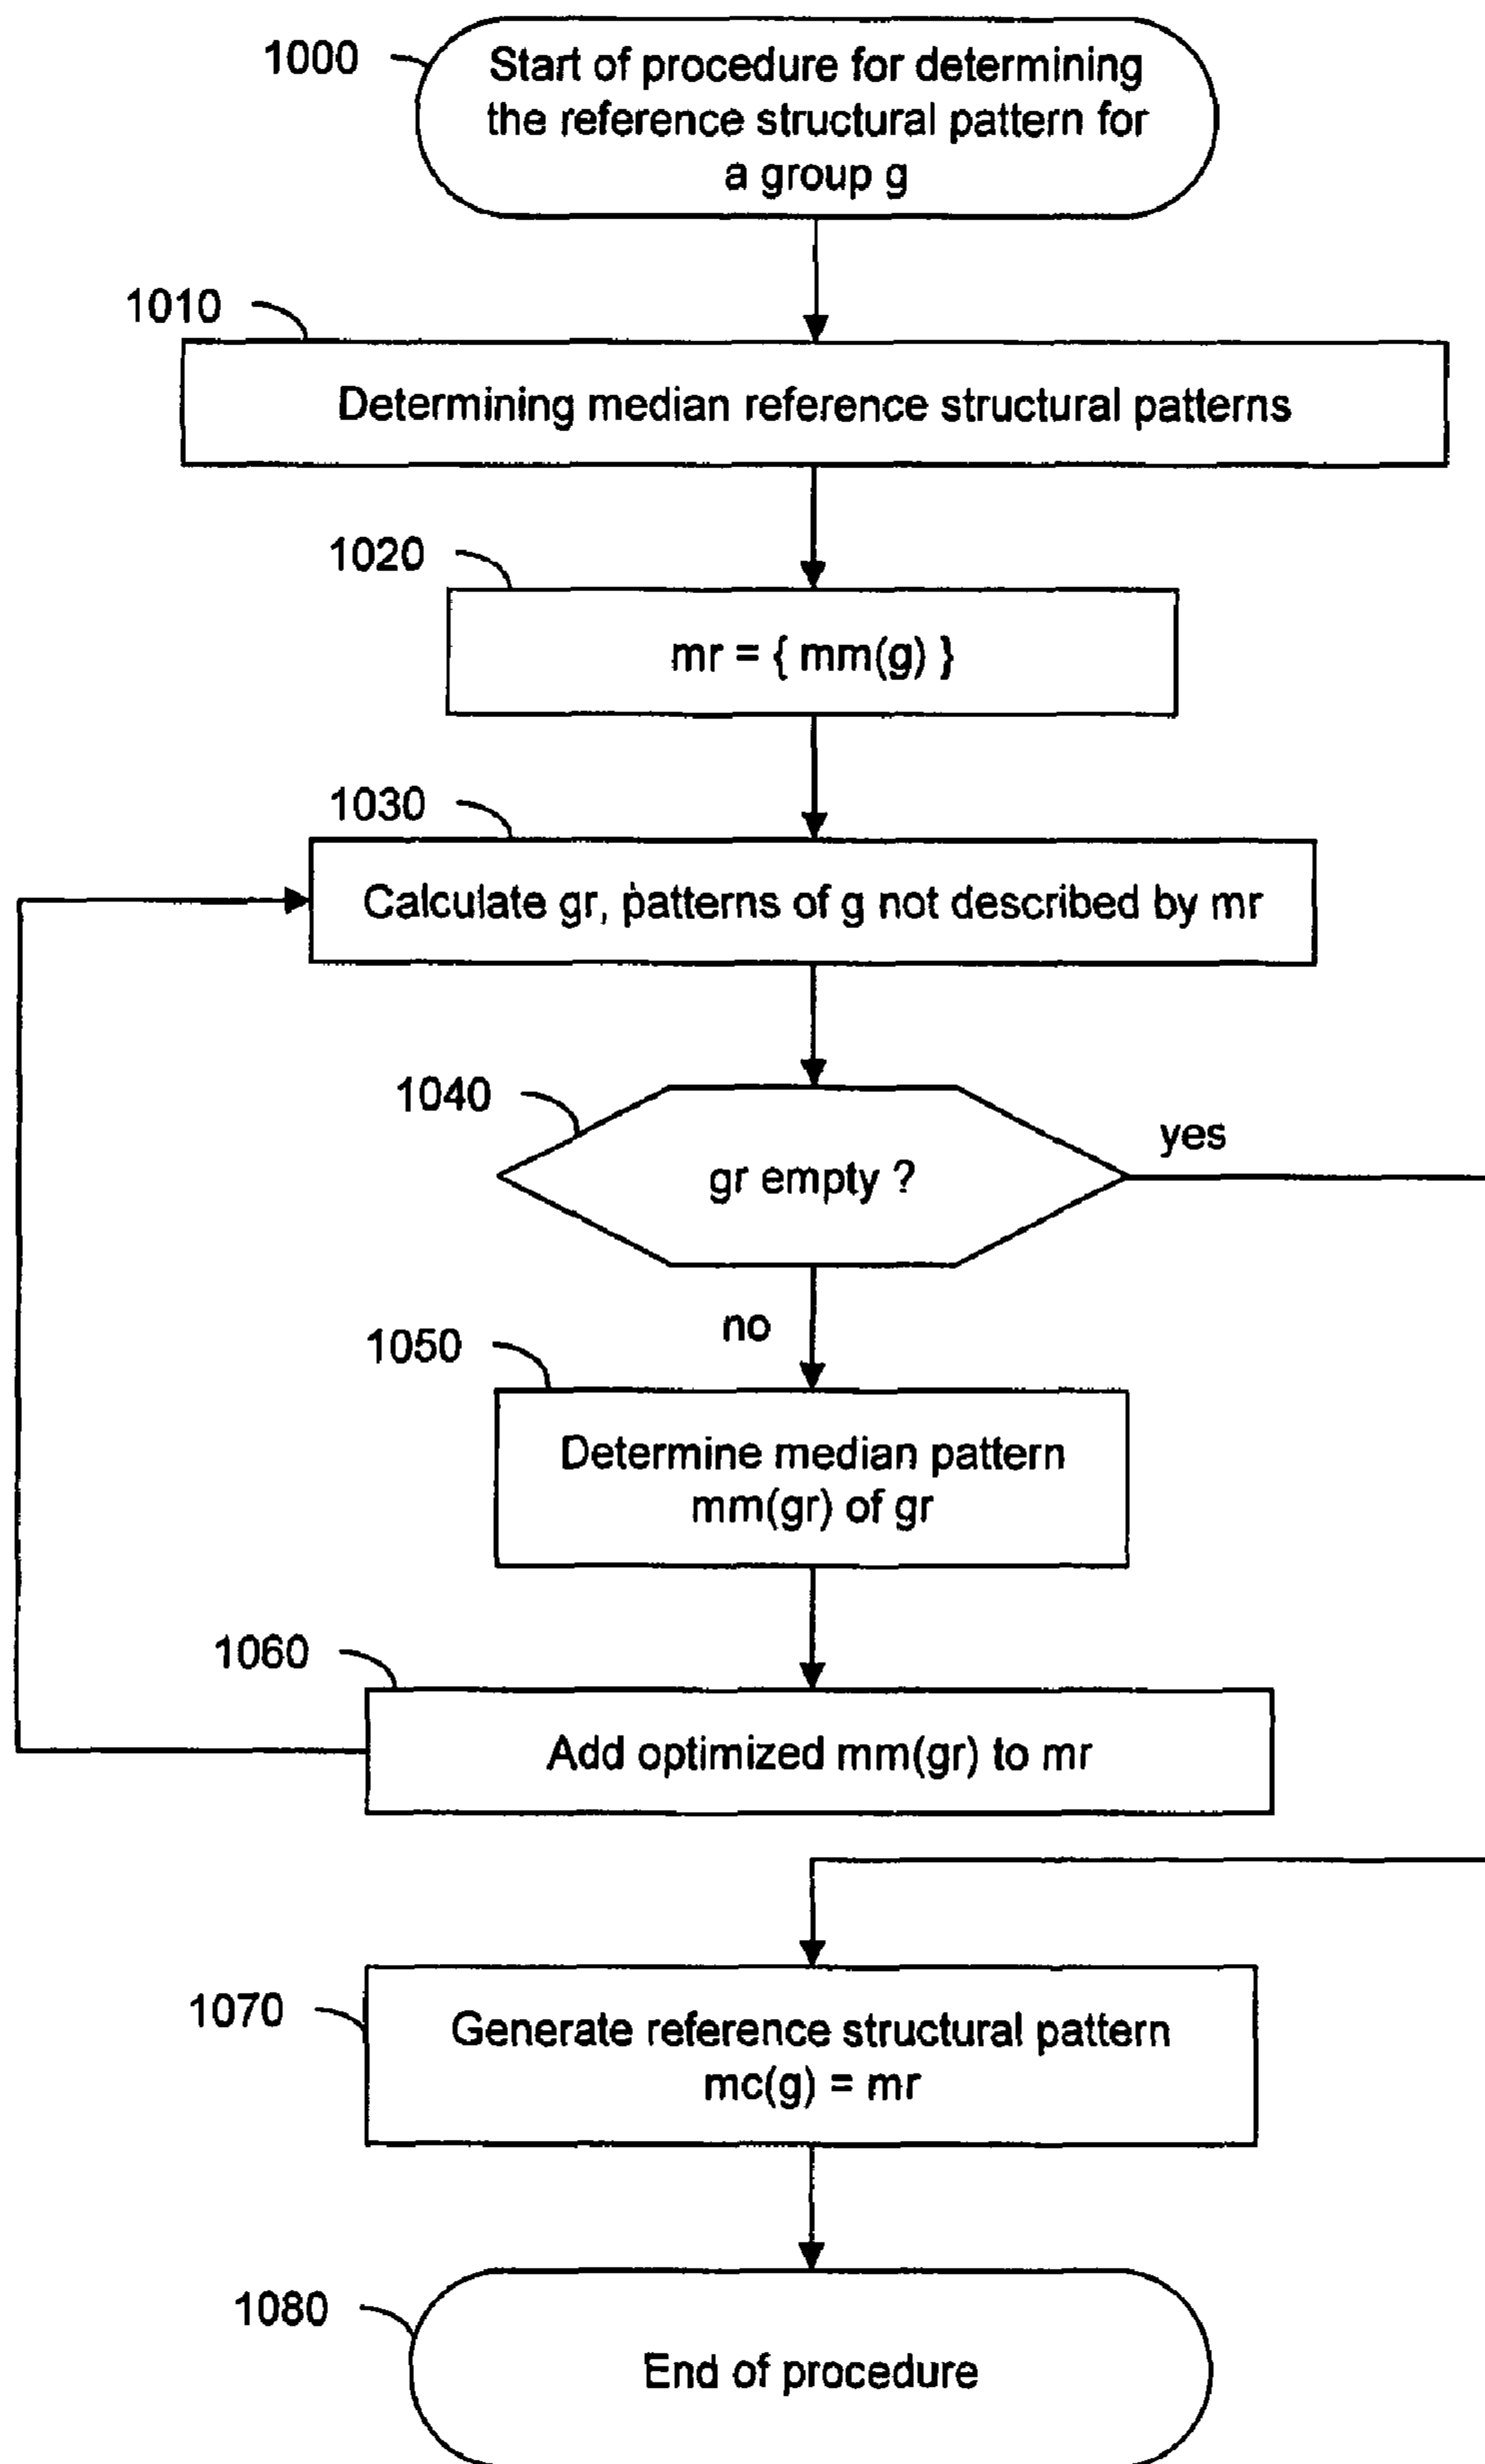 1000
Start of procedure for determining
the reference structural pattern for
a group g
1010
Determining median reference structural patterns
1020
mr = { mm(g) }
1030
Calculate gr, patterns of g not described by mr
1040
gr empty ?
yes
no
1050
Determine median pattern
mm(gr) of gr
1060
Add optimized mm(gr) to mr
1070
Generate reference structural pattern
mc(g) = mr
1080
End of procedure